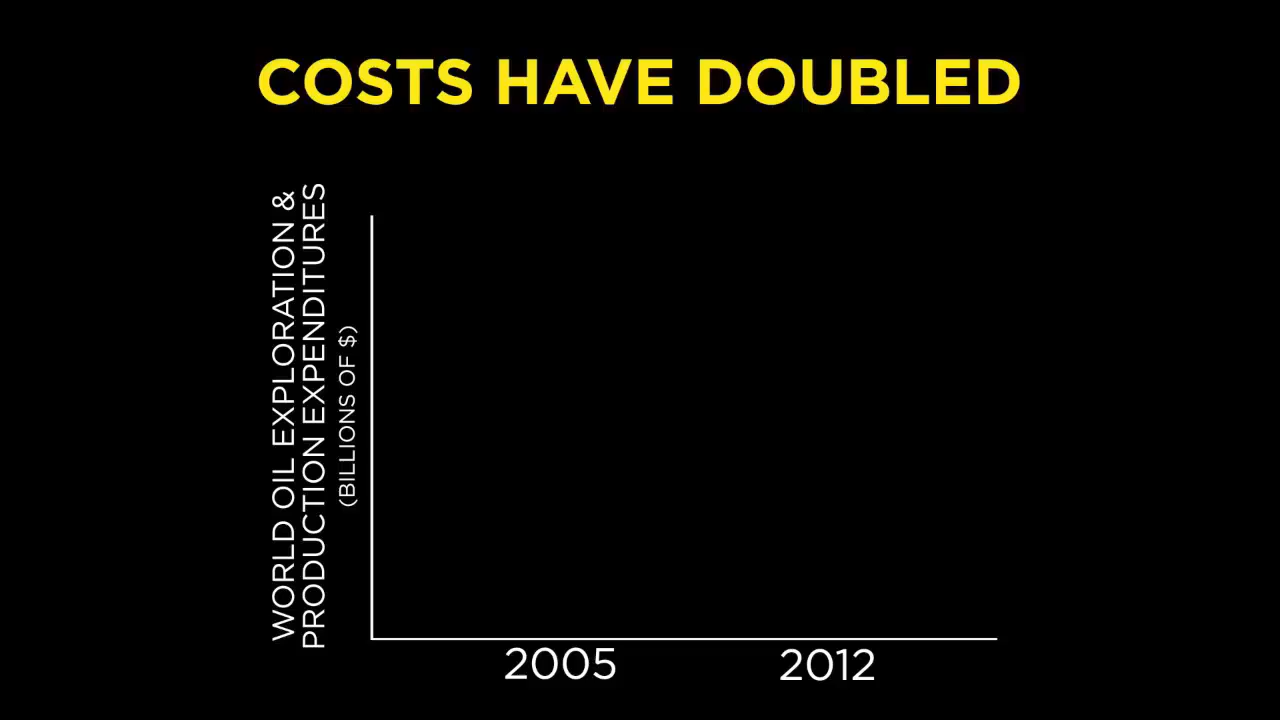 COSTS HAVE DOUBLED
WORLD OIL EXPLORATION &
PRODUCTION EXPENDITURES
(BILLIONS OF $)
2005
2012